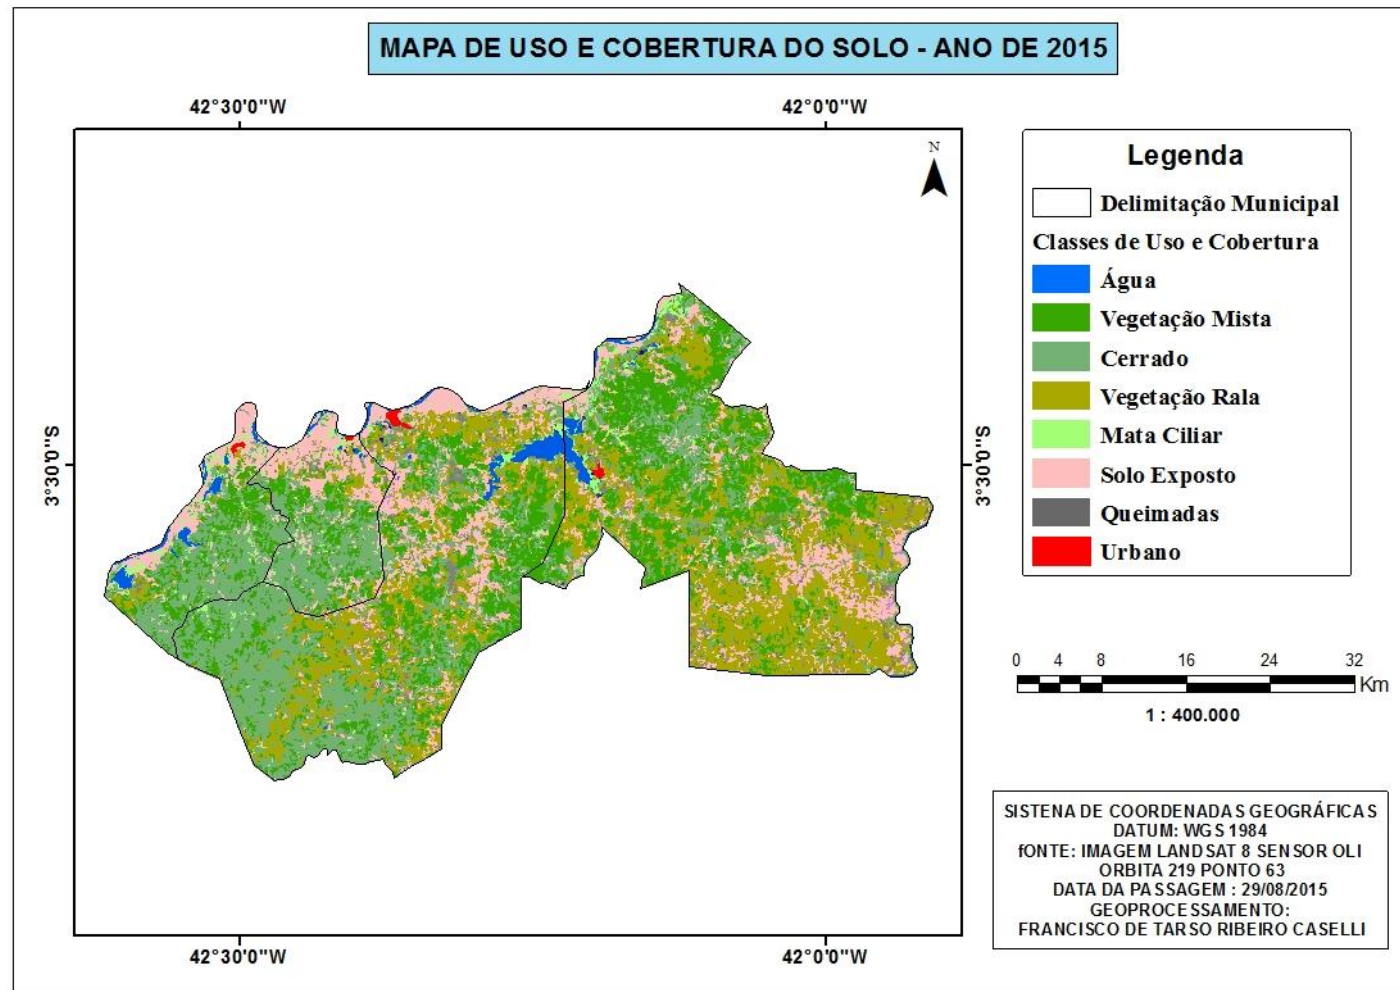 MAPA DE USO E COBERTURA DO SOLO - ANO DE 2015
42°30'0"W
42°0'0"W
N
Legenda
Delimitação Municipal
Classes de Uso e Cobertura
Água
Vegetação Mista
Cerrado
Vegetação Rala
Mata Ciliar
Solo Exposto
Queimadas
Urbano
3°30'0"S
3°30'0"S
0 4 8 16 24 32
Km
1 : 400.000
SISTENA DE COORDENADAS GEOGRÁFICAS
DATUM: WGS 1984
fONTE: IMAGEM LANDSAT 8 SENSOR OLI
ORBITA 219 PONTO 63
DATA DA PASSAGEM : 29/08/2015
GEOPROCESSAMENTO:
FRANCISCO DE TARSO RIBEIRO CASELLI
42°30'0"W
42°0'0"W